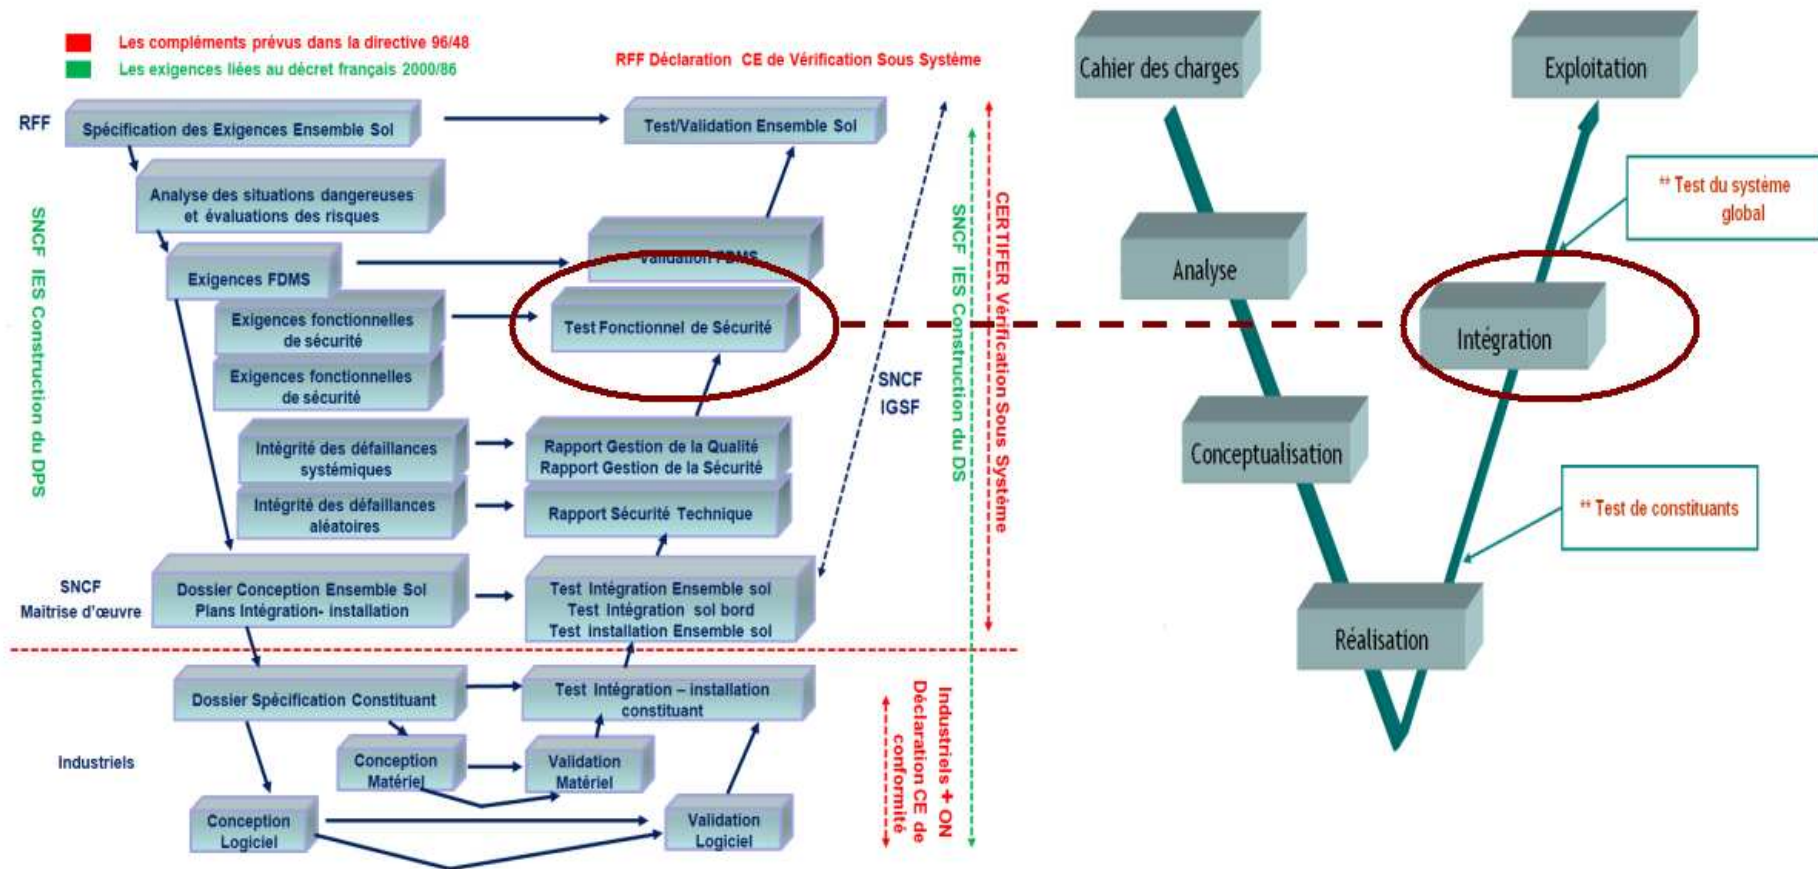 Les compléments prévus dans la directive 96/48
Les exigences liées au décret français 2000/86
RFF Déclaration CE de Vérification Sous Système
RFF
Spécification des Exigences Ensemble Sol
Test/Validation Ensemble Sol
Analyse des situations dangereuses
et évaluations des risques
Exigences FDMS
Validation FDMS
Exigences fonctionnelles
de sécurité
Test Fonctionnel de Sécurité
Exigences fonctionnelles
de sécurité
Intégrité des défaillances
systémiques
Rapport Gestion de la Qualité
Rapport Gestion de la Sécurité
Intégrité des défaillances
aléatoires
Rapport Sécurité Technique
SNCF
Maîtrise d'œuvre
Dossier Conception Ensemble Sol
Plans Intégration- installation
Test Intégration Ensemble sol
Test Intégration sol bord
Test installation Ensemble sol
Dossier Spécification Constituant
Test Intégration – installation
constituant
Industriels
Conception
Matériel
Validation
Matériel
Conception
Logiciel
Validation
Logiciel
SNCF IES Construction du DPS
SNCF
IGSF
SNCF IES Construction du DS
CERTIFER Vérification Sous Système
Industriels + ON
Déclaration CE de
conformité
Cahier des charges
Exploitation
** Test du système
global
Analyse
Intégration
Conceptualisation
** Test de constituants
Réalisation